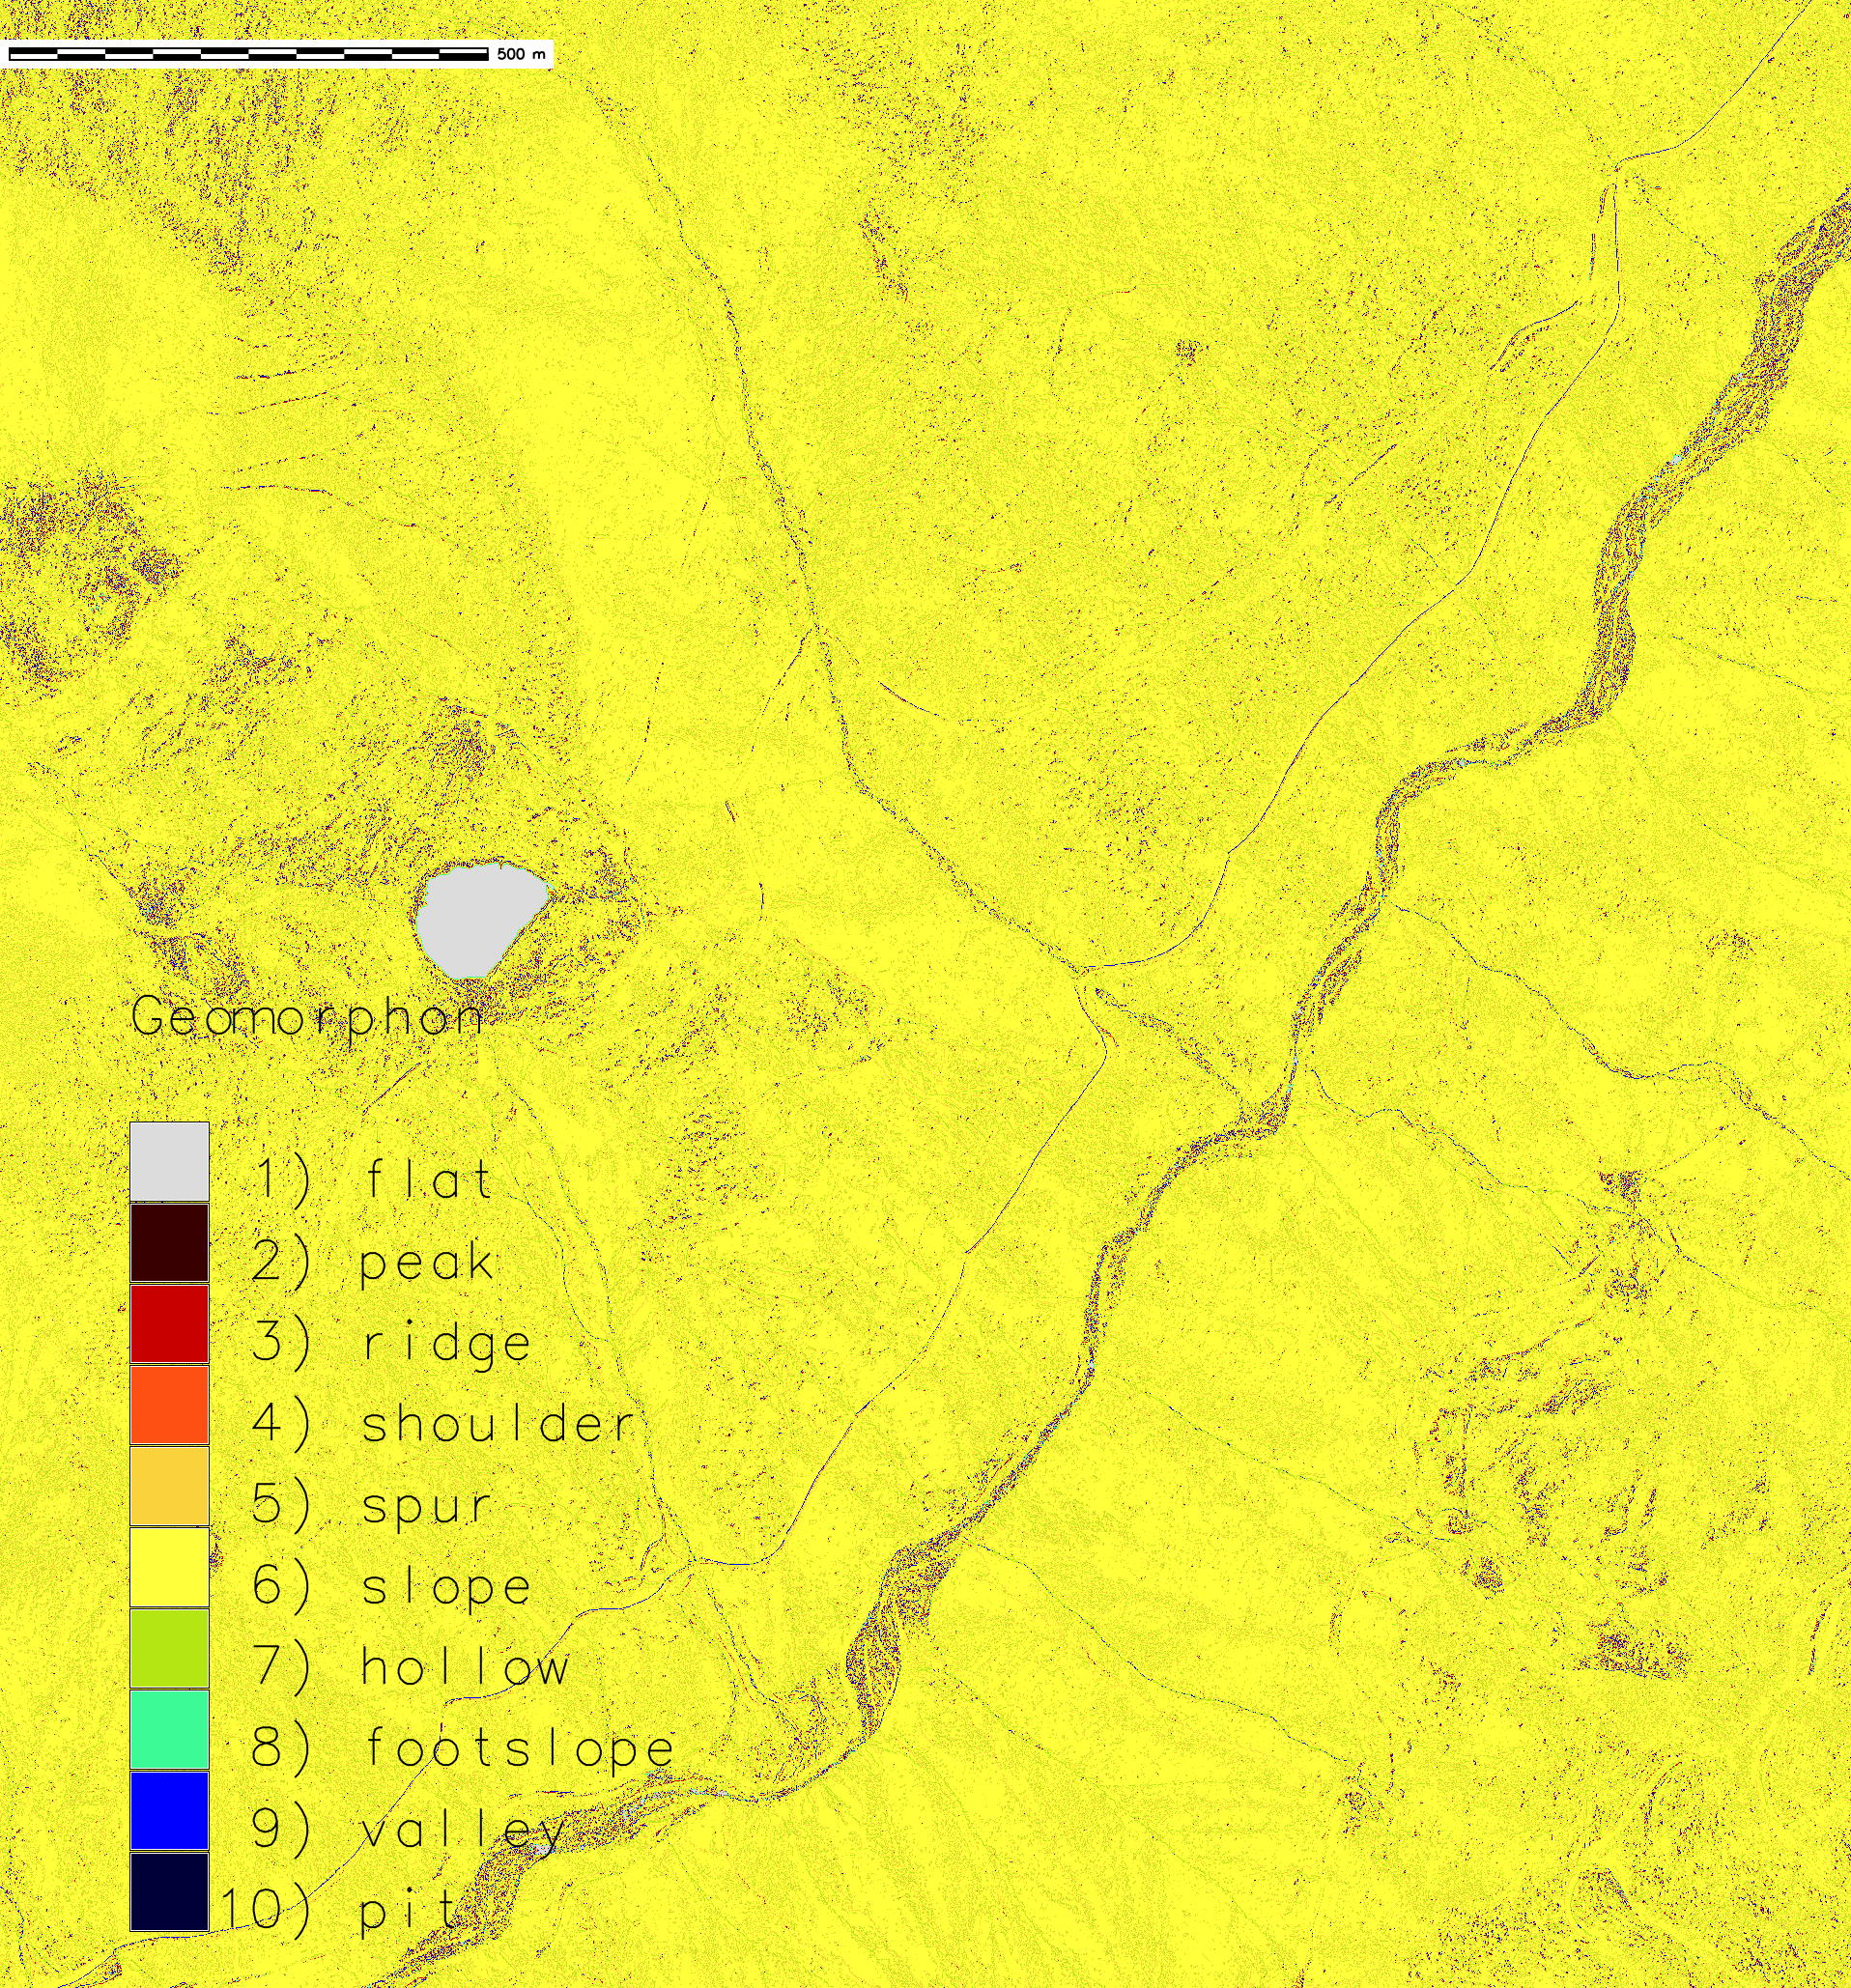 500 m
Geomorphon
1) flat
2) peak
3) ridge
4) shoulder
5) spur
6) slope
7) hollow
8) footslope
9) valley
10) pit